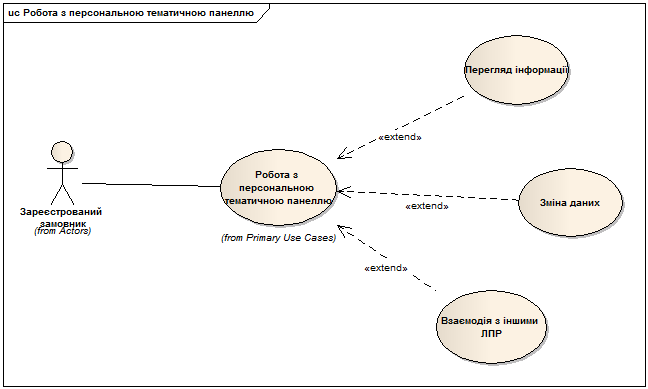 uc Робота з персональною тематичною панеллю
Перегляд інформації
«extend»
Робота з
персональною
тематичною панеллю
(from Primary Use Cases)
Зареєстрований
замовник
(from Actors)
«extend»
Зміна даних
«extend»
Взаємодія з іншими
ЛПР